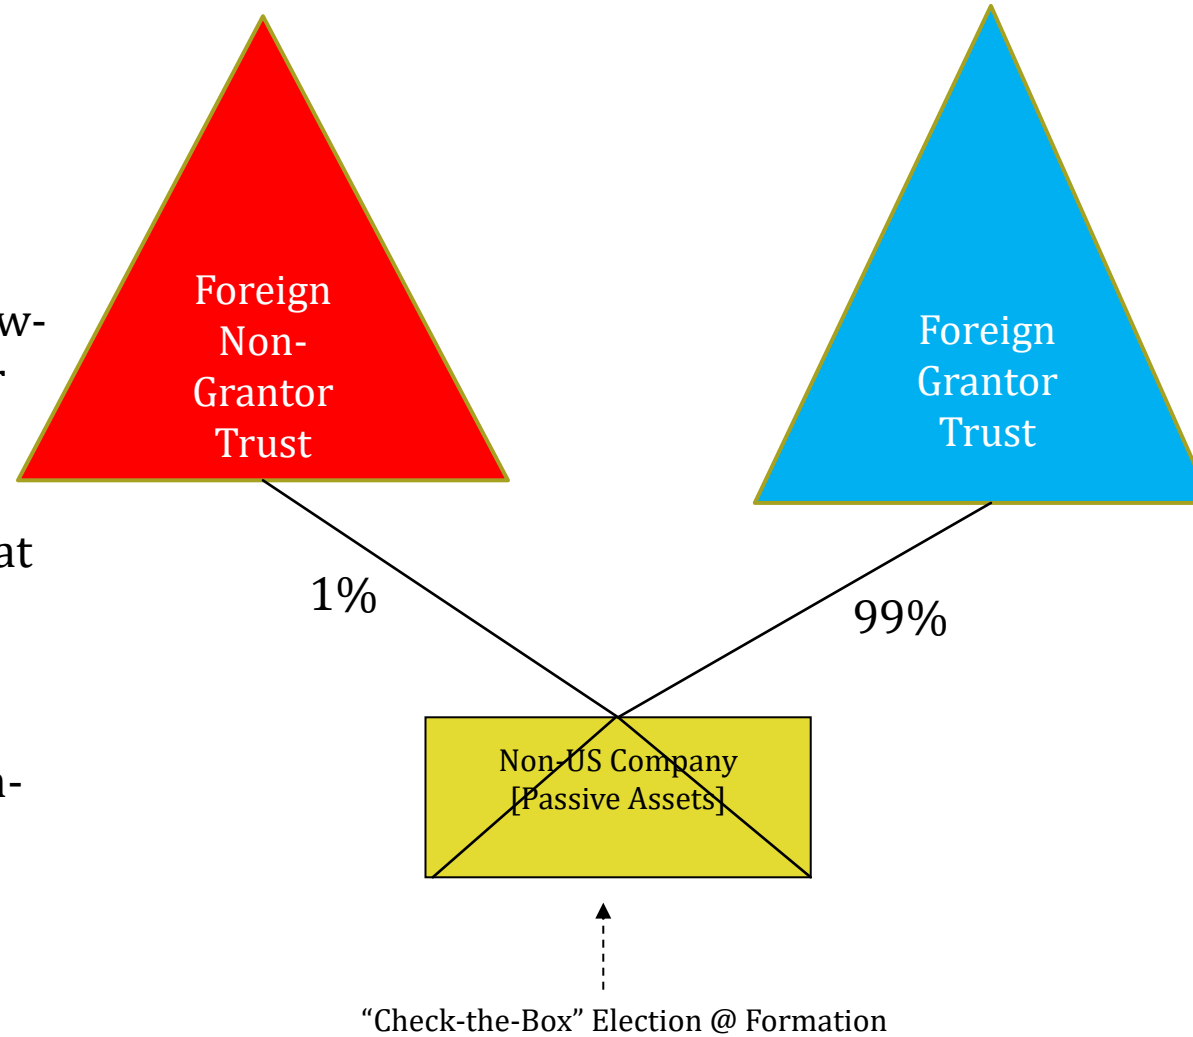 Foreign
Non-
Grantor
Trust
Foreign
Grantor
Trust
w-
r
at
1%
99%
Non-US Company
[Passive Assets]
n-
“Check-the-Box” Election @ Formation